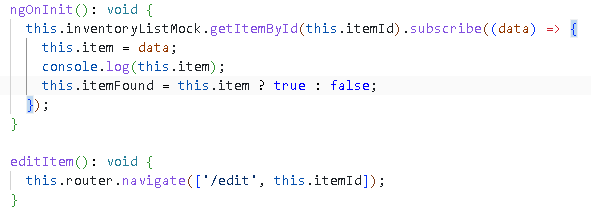 ngOnInit(): void {
  this.inventoryListMock.getItemById(this.itemId).subscribe((data) => {
    this.item = data;
    console.log(this.item);
    this.itemFound = this.item ? true : false;
  });
}

editItem(): void {
  this.router.navigate(['/edit', this.itemId]);
}